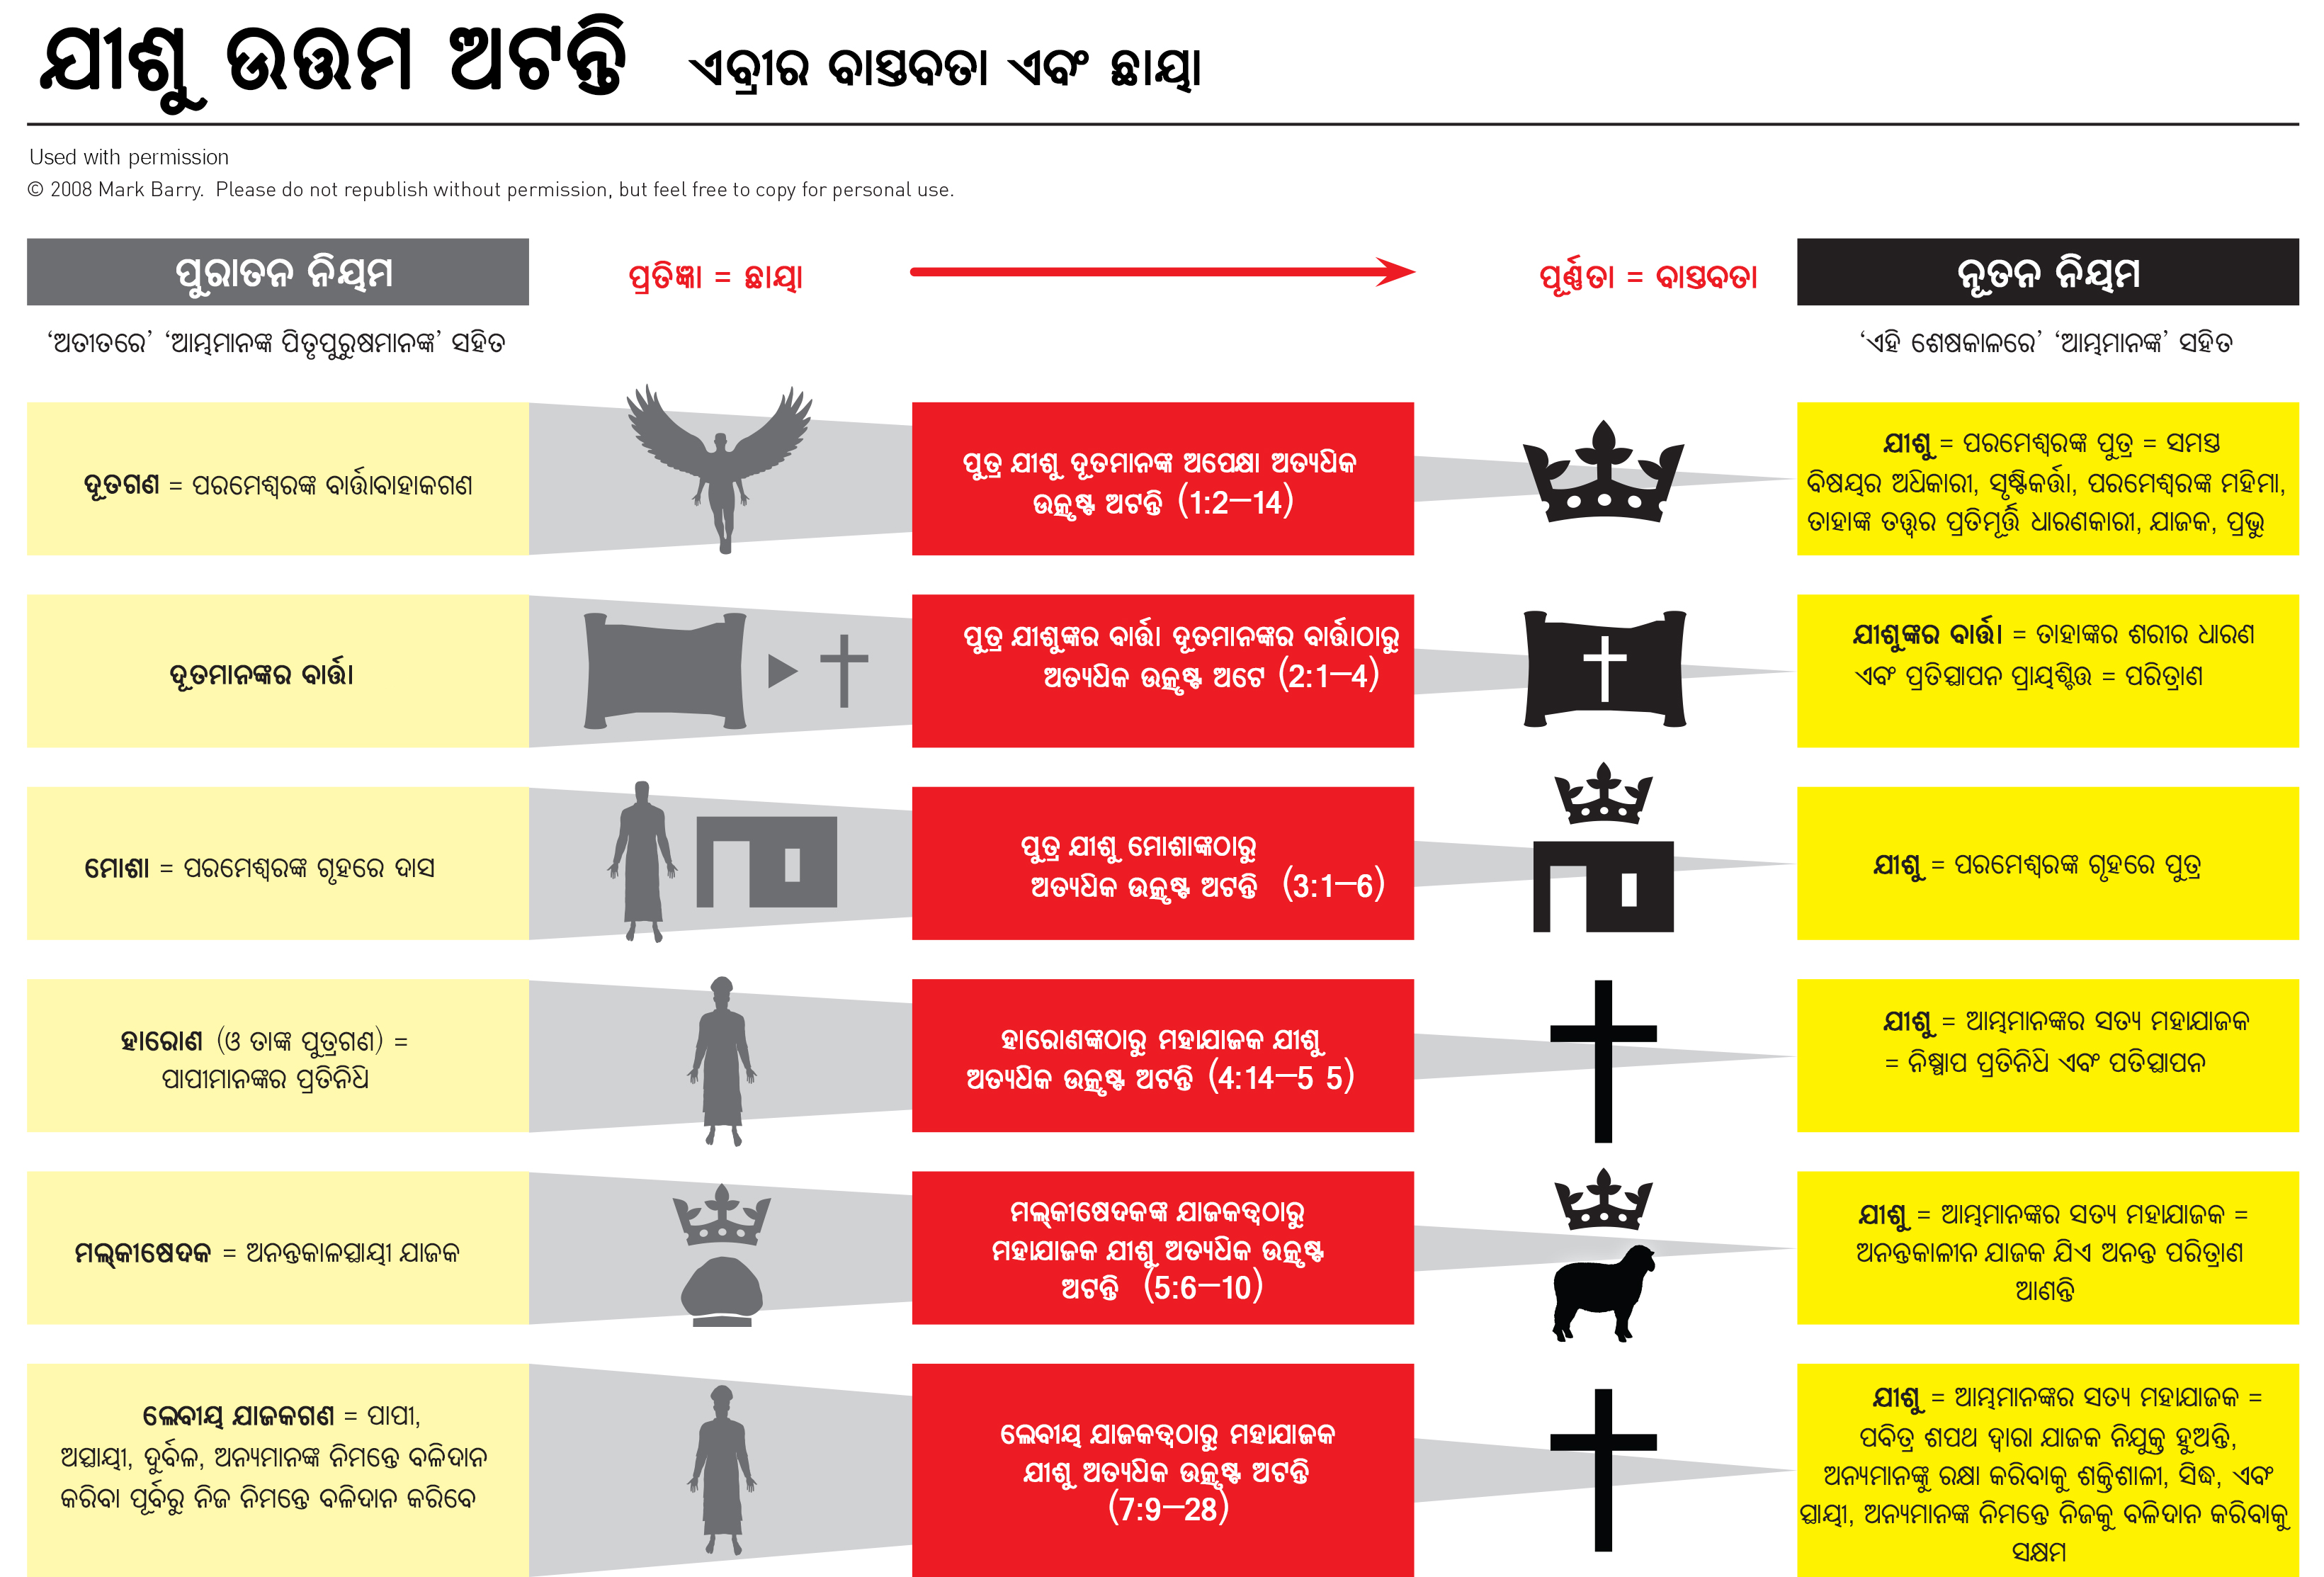 ଯୀଶୁ ଉତ୍ତମ ଅଟନ୍ତି ଏବ୍ରୀର ବାସ୍ତବତା ଏବଂ ଛାୟା
Used with permission
© 2008 Mark Barry. Please do not republish without permission, but feel free to copy for personal use.
ପୁରାତନ ନିୟମ
ପ୍ରତିଜ୍ଞା = ଛାୟା
ପୂର୍ଣ୍ଣତା = ବାସ୍ତବତା
ନୂତନ ନିୟମ
‘ଅତୀତରେ’ ‘ଆମ୍ଭମାନଙ୍କ ପିତୃପୁରୁଷମାନଙ୍କ’ ସହିତ
‘ଏହି ଶେଷକାଳରେ’ ‘ଆମ୍ଭମାନଙ୍କ’ ସହିତ
ଦୂତଗଣ = ପରମେଶ୍ୱରଙ୍କ ବାର୍ତ୍ତାବାହାକଗଣ
ପୁତ୍ର ଯୀଶୁ ଦୂତମାନଙ୍କ ଅପେକ୍ଷା ଅତ୍ୟଧିକ
ଉତ୍କୃଷ୍ଟ ଅଟନ୍ତି (1:2–14)
ଯୀଶୁ = ପରମେଶ୍ୱରଙ୍କ ପୁତ୍ର = ସମସ୍ତ
ବିଷୟର ଅଧିକାରୀ, ସୃଷ୍ଟିକର୍ତ୍ତା, ପରମେଶ୍ୱରଙ୍କ ମହିମା,
ତାହାଙ୍କ ତତ୍ତ୍ୱର ପ୍ରତିମୂର୍ତ୍ତି ଧାରଣକାରୀ, ଯାଜକ, ପ୍ରଭୁ
ଦୂତମାନଙ୍କର ବାର୍ତ୍ତା
ପୁତ୍ର ଯୀଶୁଙ୍କର ବାର୍ତ୍ତା ଦୂତମାନଙ୍କର ବାର୍ତ୍ତାଠାରୁ
ଅତ୍ୟଧିକ ଉତ୍କୃଷ୍ଟ ଅଟେ (2:1–4)
ଯୀଶୁଙ୍କର ବାର୍ତ୍ତା = ତାହାଙ୍କର ଶରୀର ଧାରଣ
ଏବଂ ପ୍ରତିସ୍ଥାପନ ପ୍ରାୟଶ୍ଚିତ୍ତ = ପରିତ୍ରାଣ
ମୋଶା = ପରମେଶ୍ୱରଙ୍କ ଗୃହରେ ଦାସ
ପୁତ୍ର ଯୀଶୁ ମୋଶାଙ୍କଠାରୁ
ଅତ୍ୟଧିକ ଉତ୍କୃଷ୍ଟ ଅଟନ୍ତି (3:1–6)
ଯୀଶୁ = ପରମେଶ୍ୱରଙ୍କ ଗୃହରେ ପୁତ୍ର
ହାରୋଣ (ଓ ତାଙ୍କ ପୁତ୍ରଗଣ) =
ପାପୀମାନଙ୍କର ପ୍ରତିନିଧି
ହାରୋଣଙ୍କଠାରୁ ମହାଯାଜକ ଯୀଶୁ
ଅତ୍ୟଧିକ ଉତ୍କୃଷ୍ଟ ଅଟନ୍ତି (4:14–5 5)
ଯୀଶୁ = ଆମ୍ଭମାନଙ୍କର ସତ୍ୟ ମହାଯାଜକ
= ନିଷ୍ପାପ ପ୍ରତିନିଧି ଏବଂ ପତିସ୍ଥାପନ
ମଲ୍‌କୀଷେଦକ = ଅନନ୍ତକାଳସ୍ଥାୟୀ ଯାଜକ
ମଲ୍‌କୀଷେଦକଙ୍କ ଯାଜକତ୍ୱଠାରୁ
ମହାଯାଜକ ଯୀଶୁ ଅତ୍ୟଧିକ ଉତ୍କୃଷ୍ଟ
ଅଟନ୍ତି (5:6–10)
ଯୀଶୁ = ଆମ୍ଭମାନଙ୍କର ସତ୍ୟ ମହାଯାଜକ =
ଅନନ୍ତକାଳୀନ ଯାଜକ ଯିଏ ଅନନ୍ତ ପରିତ୍ରାଣ
ଆଣନ୍ତି
ଲେବୀୟ ଯାଜକଗଣ = ପାପୀ,
ଅସ୍ଥାୟୀ, ଦୁର୍ବଳ, ଅନ୍ୟମାନଙ୍କ ନିମନ୍ତେ ବଳିଦାନ
କରିବା ପୂର୍ବରୁ ନିଜ ନିମନ୍ତେ ବଳିଦାନ କରିବେ
ଲେବୀୟ ଯାଜକତ୍ୱଠାରୁ ମହାଯାଜକ
ଯୀଶୁ ଅତ୍ୟଧିକ ଉତ୍କୃଷ୍ଟ ଅଟନ୍ତି
(7:9–28)
ଯୀଶୁ = ଆମ୍ଭମାନଙ୍କର ସତ୍ୟ ମହାଯାଜକ =
ପବିତ୍ର ଶପଥ ଦ୍ୱାରା ଯାଜକ ନିଯୁକ୍ତ ହୁଅନ୍ତି,
ଅନ୍ୟମାନଙ୍କୁ ରକ୍ଷା କରିବାକୁ ଶକ୍ତିଶାଳୀ, ସିଦ୍ଧ, ଏବଂ
ସ୍ଥାୟୀ, ଅନ୍ୟମାନଙ୍କ ନିମନ୍ତେ ନିଜକୁ ବଳିଦାନ କରିବାକୁ
ସକ୍ଷମ